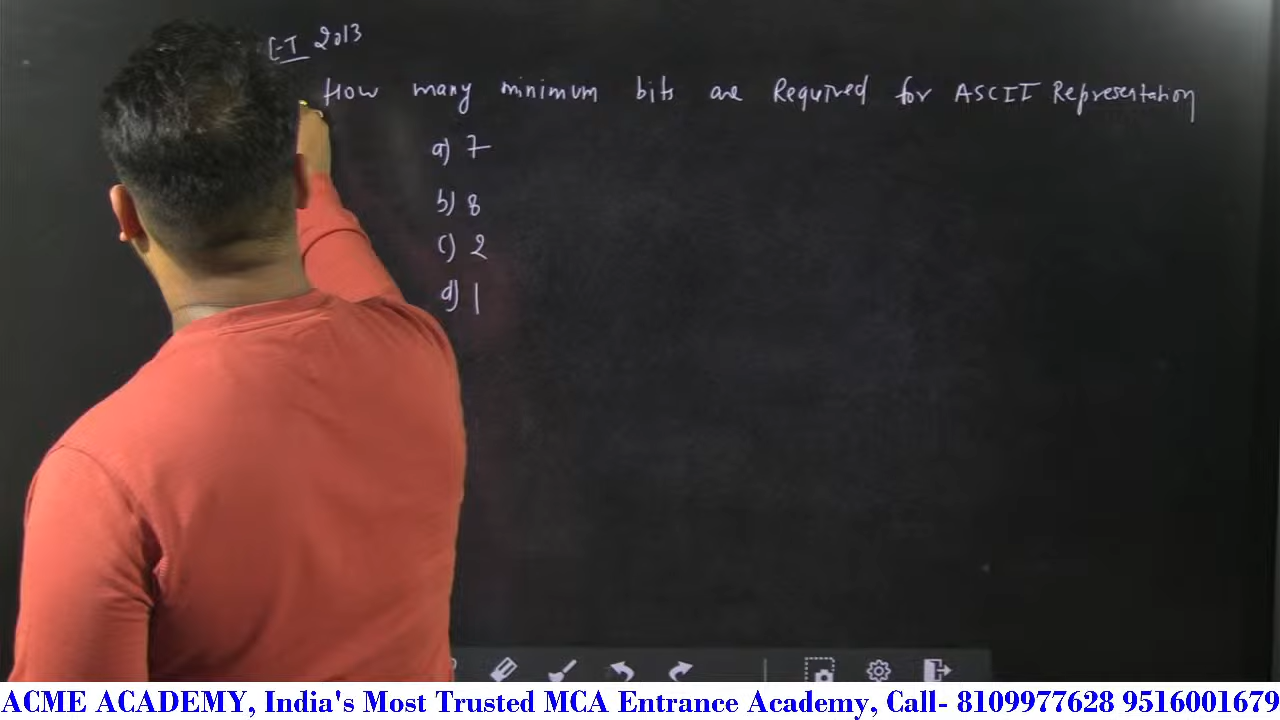 2013
How many minimum bits are Required for ASCII Representation
a) 7
b) 8
c) 2
d) 1
ACME ACADEMY, India's Most Trusted MCA Entrance Academy, Call- 8109977628 9516001679